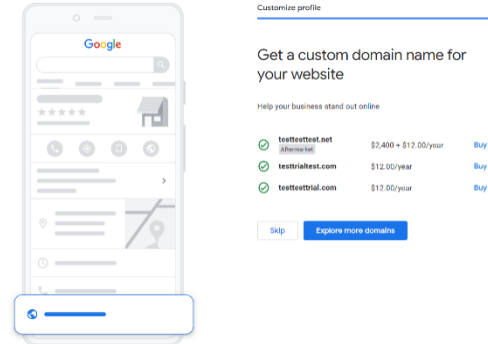 Google
Customize profile
Get a custom domain name for
your website
Help your business stand out online
testtesttest.net
Aftermarket
$2,400 + $12.00/year
Buy
testtrialtest.com
$12.00/year
Buy
testtesttrial.com
$12.00/year
Buy
Skip
Explore more domains